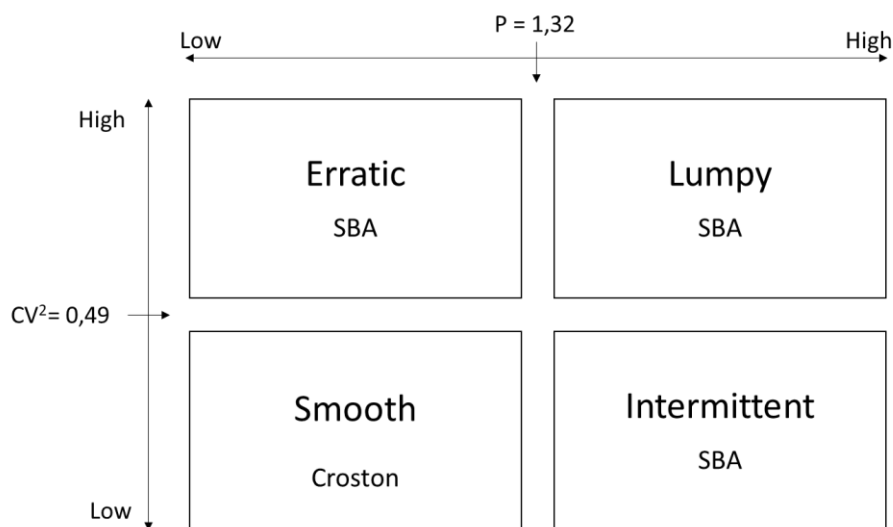 P = 1,32
Low
High
High
Erratic
Lumpy
SBA
SBA
CV²= 0,49
Smooth
Intermittent
Croston
SBA
Low